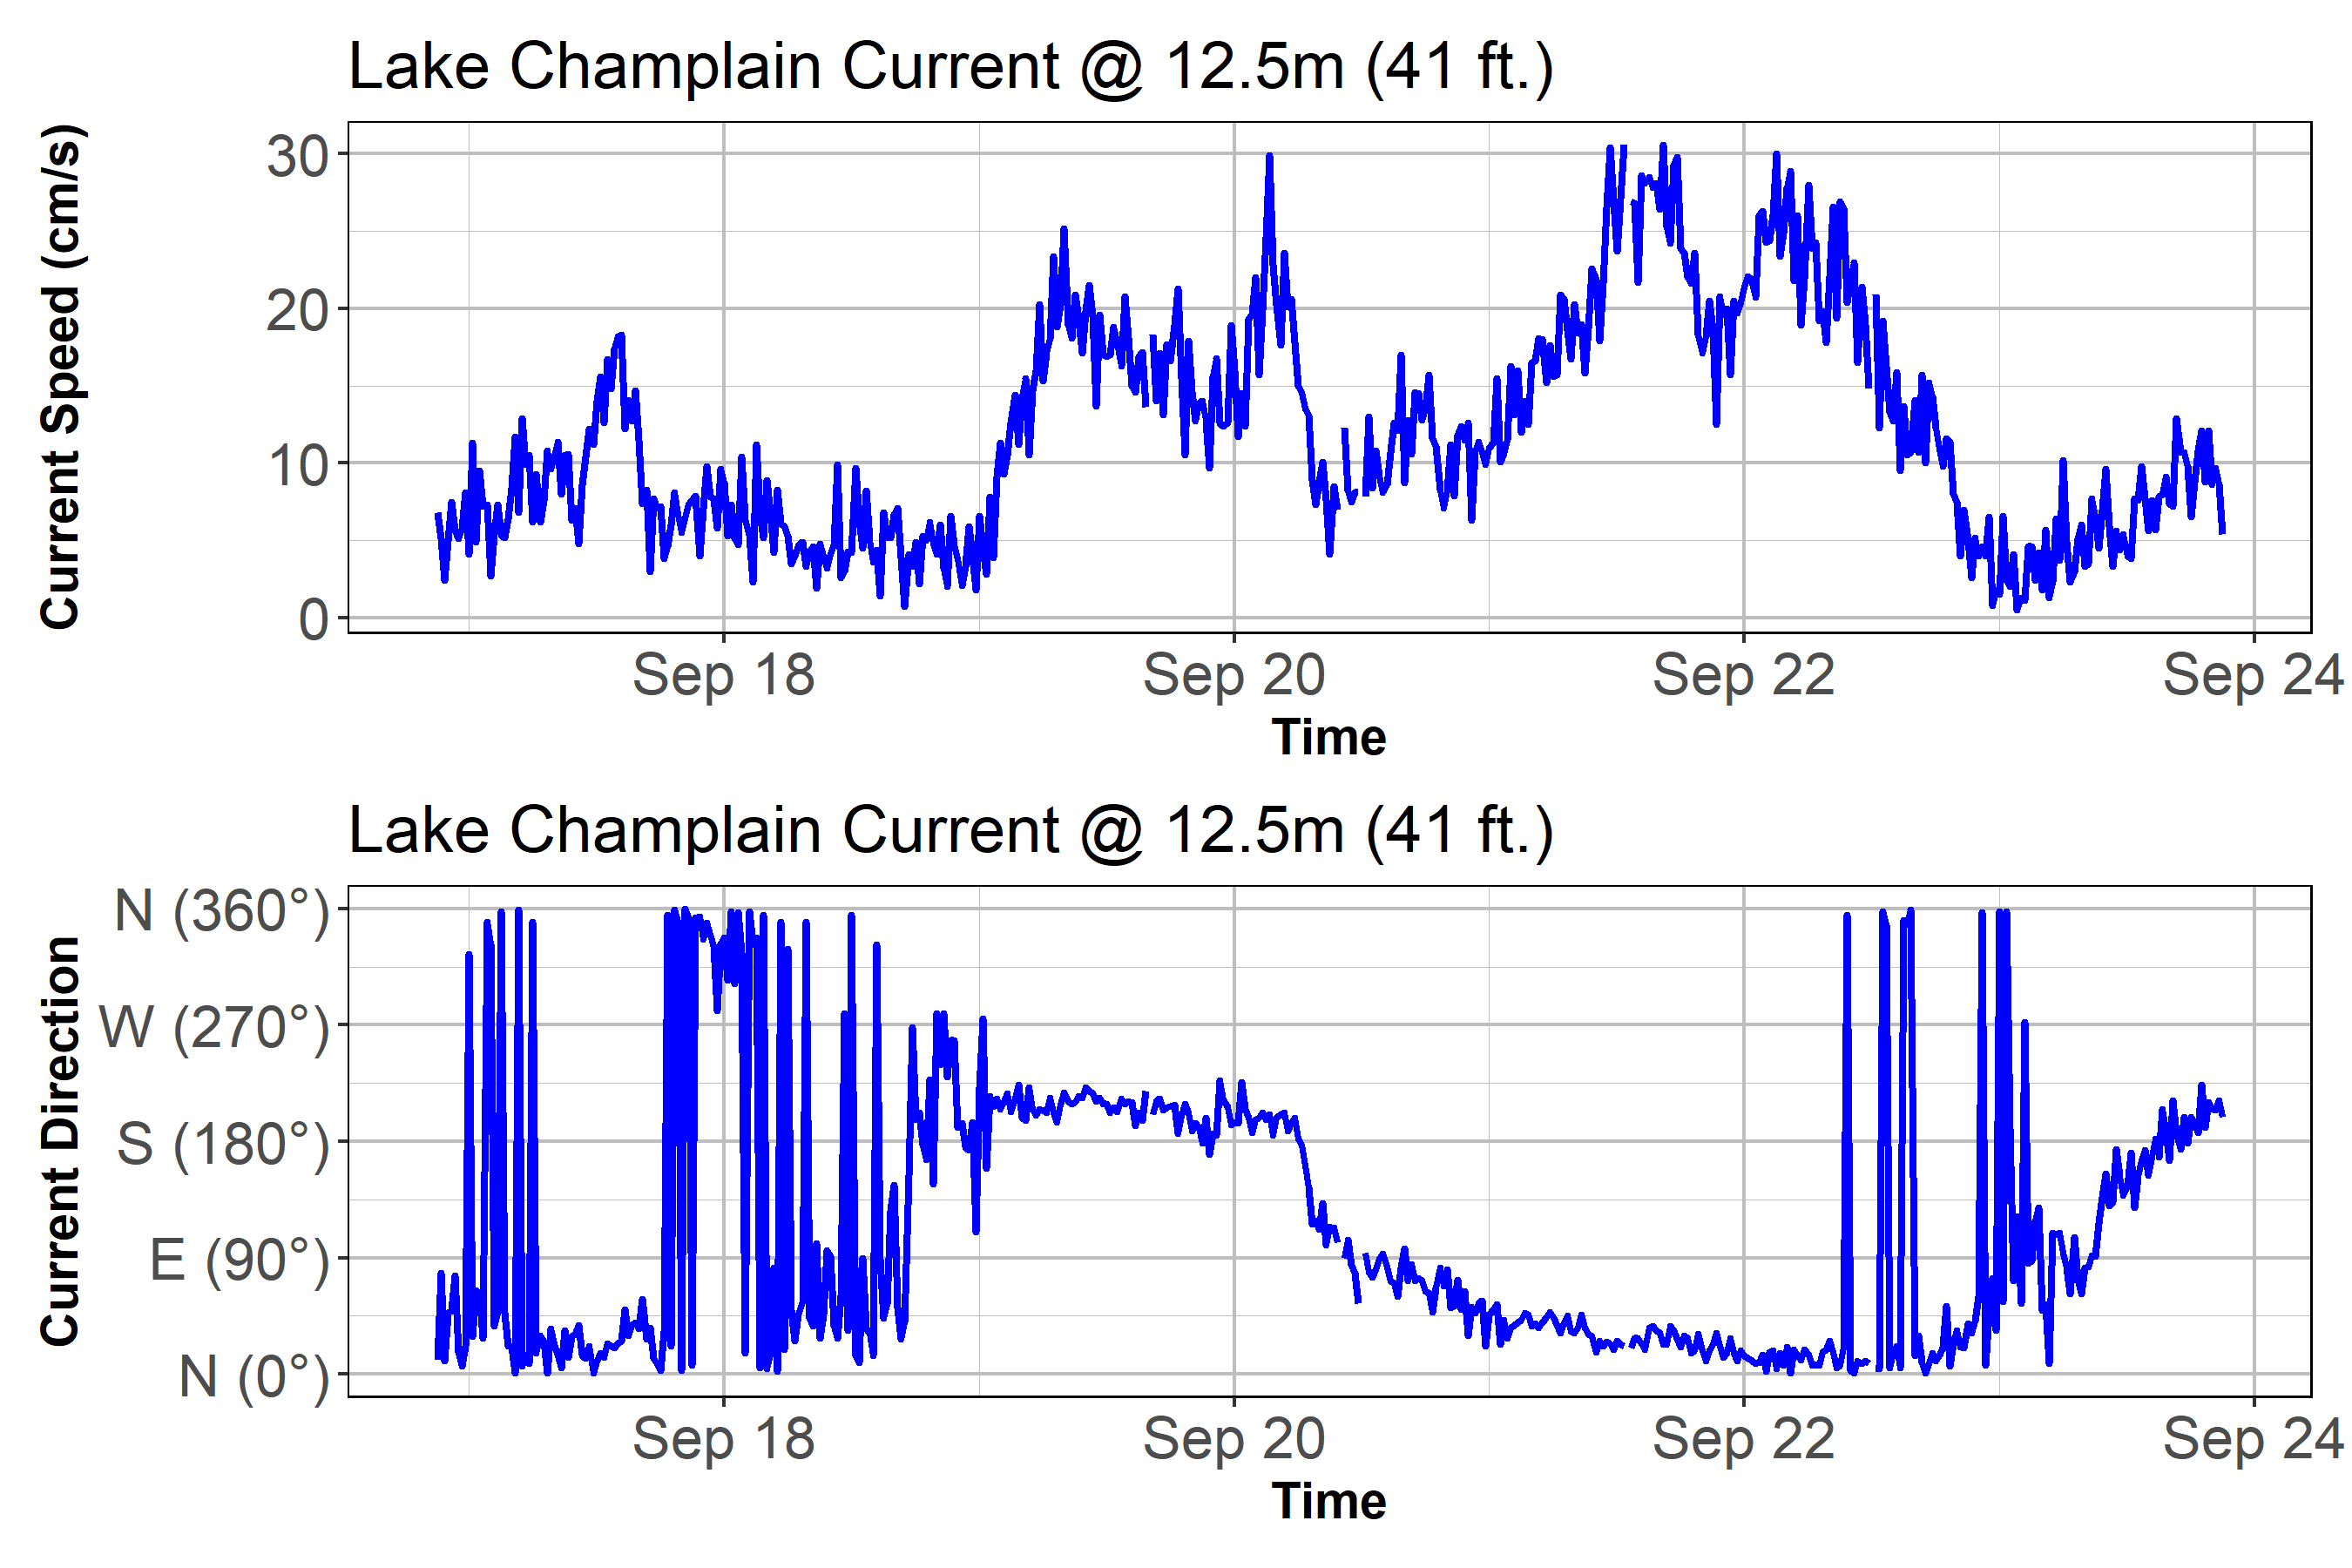 Lake Champlain Current @ 12.5m (41 ft.)
Current Speed (cm/s)
30
20
10
0
Sep 18 Sep 20 Sep 22 Sep 24
Time
Lake Champlain Current @ 12.5m (41 ft.)
Current Direction
N (360°)
W (270°)
S (180°)
E (90°)
N (0°)
Sep 18 Sep 20 Sep 22 Sep 24
Time